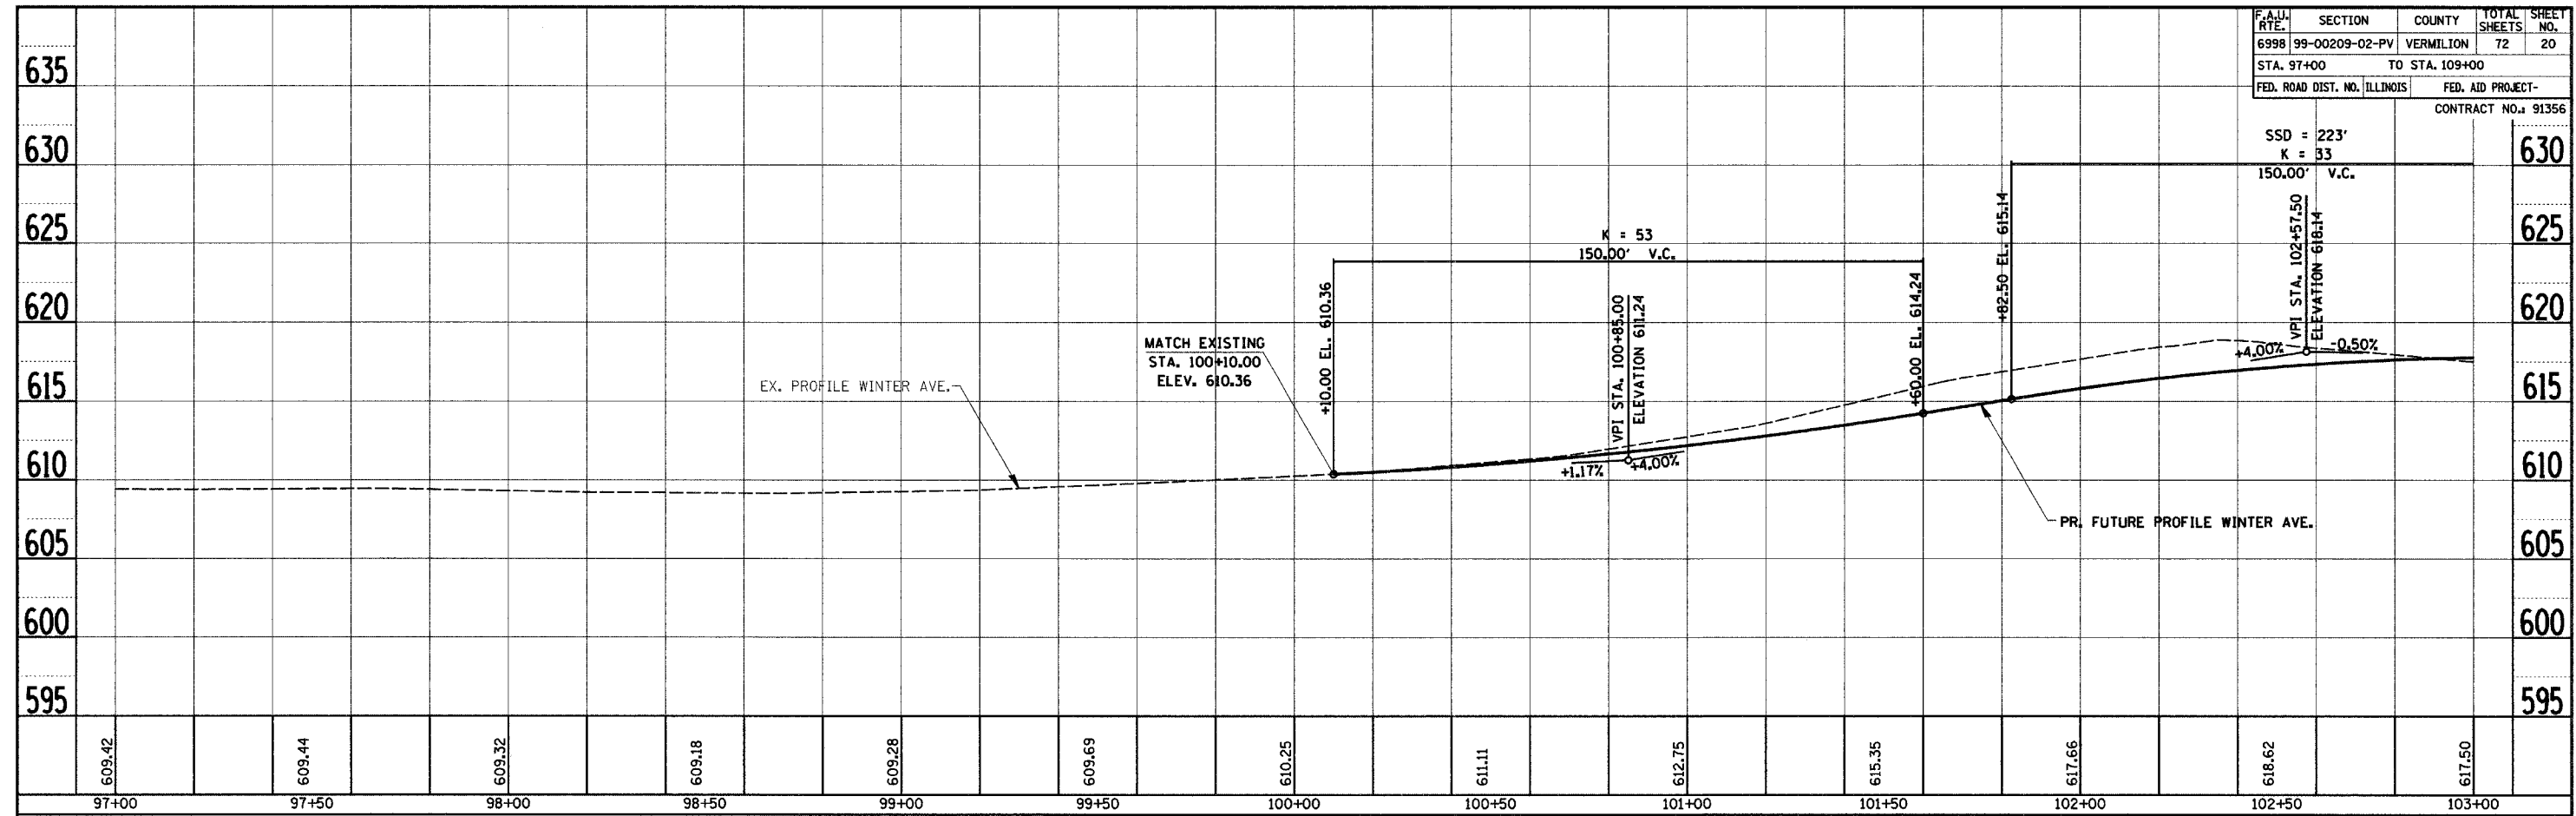 F.A.U. RTE. SECTION COUNTY TOTAL SHEETS SHEET NO.
6998 99-00209-02-PV VERMILION 72 20
STA. 97+00 TO STA. 109+00
FED. ROAD DIST. NO. ILLINOIS FED. AID PROJECT-
CONTRACT NO.: 91356
635
630
625
620
615
610
605
600
595
630
625
620
615
610
605
600
595
SSD = 223'
K = 33
150.00' V.C.
+82.50 EL. 615.14
VPI STA. 102+57.50
ELEVATION 618.14
+4.00%
-0.50%
K = 53
150.00' V.C.
+10.00 EL. 610.36
VPI STA. 100+85.00
ELEVATION 611.24
+60.00 EL. 614.24
+1.17%
+4.00%
MATCH EXISTING
STA. 100+10.00
ELEV. 610.36
EX. PROFILE WINTER AVE.
PR. FUTURE PROFILE WINTER AVE.
609.42 609.44 609.32 609.18 609.28 609.69 610.25 611.11 612.75 615.35 617.66 618.62 617.50
97+00 97+50 98+00 98+50 99+00 99+50 100+00 100+50 101+00 101+50 102+00 102+50 103+00